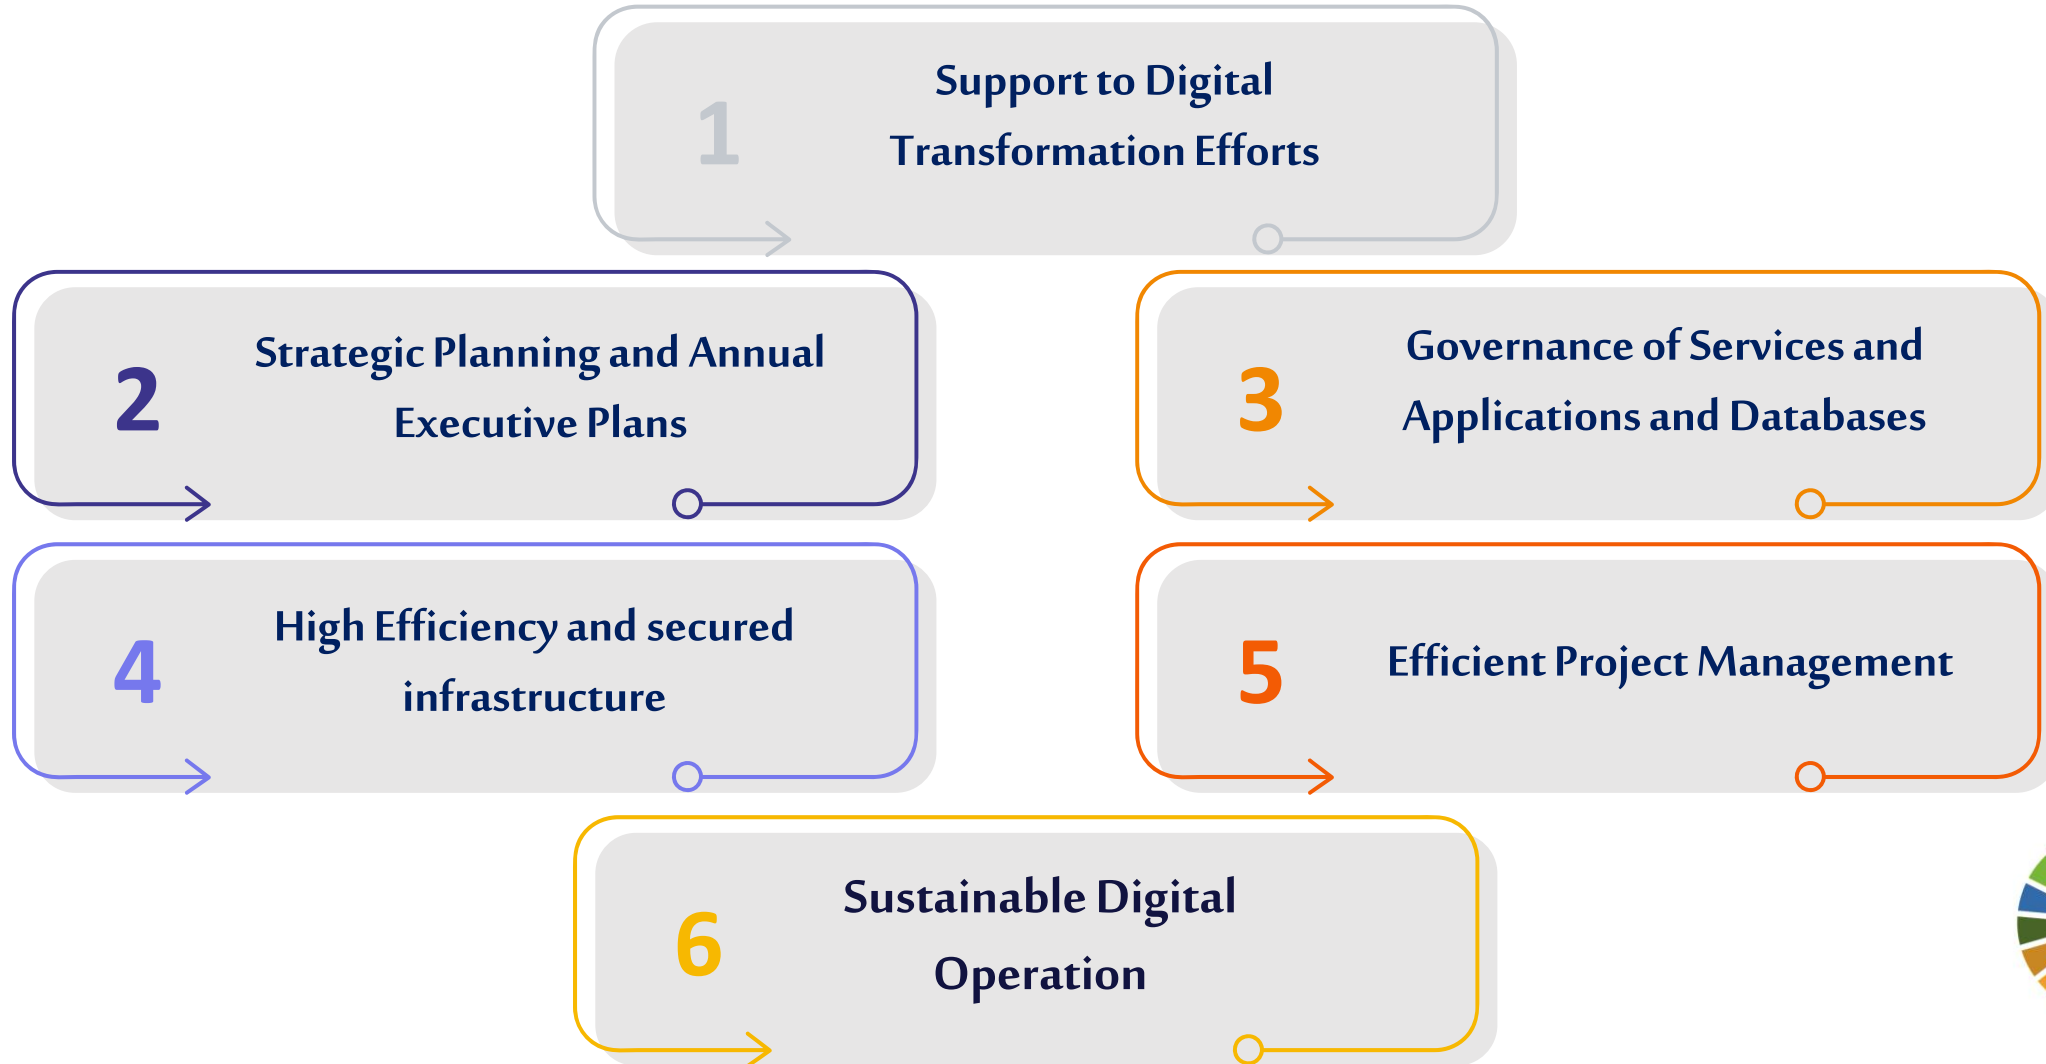 1
Support to Digital
Transformation Efforts
2
Strategic Planning and Annual
Executive Plans
3
Governance of Services and
Applications and Databases
4
High Efficiency and secured
infrastructure
5
Efficient Project Management
6
Sustainable Digital
Operation